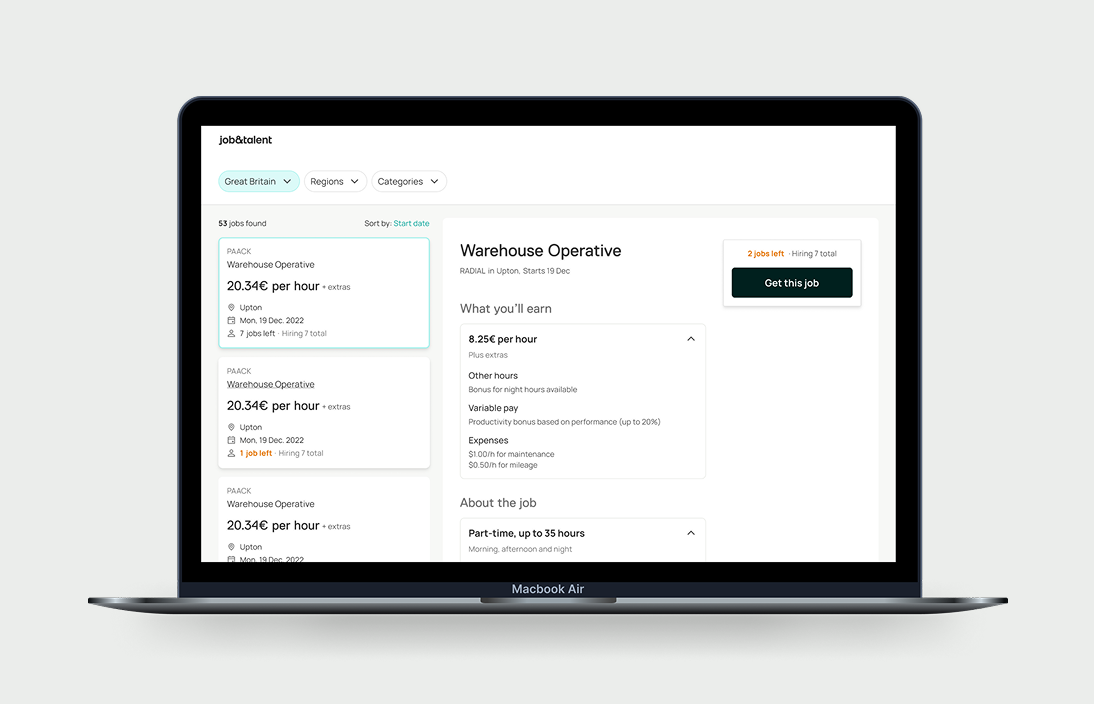 job&talent
Great Britain
Regions
Categories
53 jobs found
Sort by: Start date
PAACK
Warehouse Operative
20.34€ per hour + extras
Upton
Mon, 19 Dec. 2022
7 jobs left · Hiring 7 total
PAACK
Warehouse Operative
20.34€ per hour + extras
Upton
Mon, 19 Dec. 2022
1 job left · Hiring 7 total
PAACK
Warehouse Operative
20.34€ per hour + extras
Upton
Mon, 19 Dec. 2022
Warehouse Operative
RADIAL in Upton. Starts 19 Dec
What you'll earn
8.25€ per hour
Plus extras
Other hours
Bonus for night hours available
Variable pay
Productivity bonus based on performance (up to 20%)
Expenses
$1.00/h for maintenance
$0.50/h for mileage
About the job
Part-time, up to 35 hours
Morning, afternoon and night
2 jobs left · Hiring 7 total
Get this job
Macbook Air